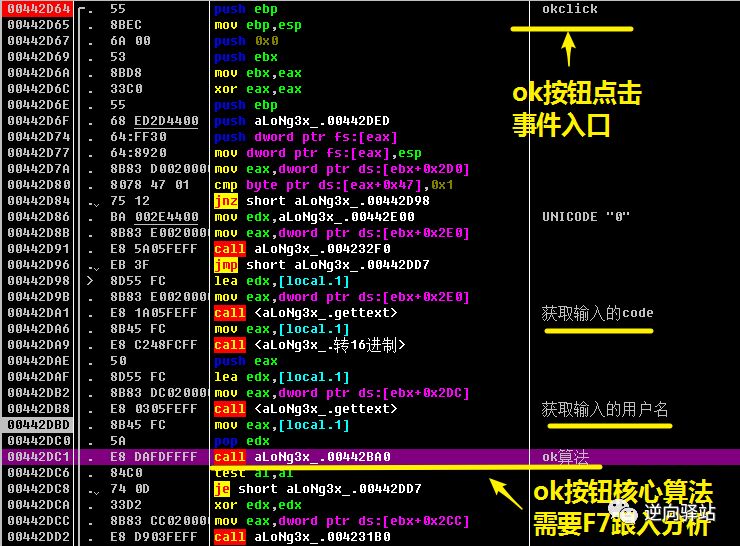 00442D64 . 55 push ebp okclick
00442D65 . 8BEC mov ebp,esp
00442D67 . 6A 00 push 0x0
00442D69 . 53 push ebx
00442D6A . 8BD8 mov ebx,eax
00442D6C . 33C0 xor eax,eax
00442D6E . 55 push ebp
00442D6F . 68 ED2D4400 push aLoNg3x_.00442DED
00442D74 . 64:FF30 push dword ptr fs:[eax]
00442D77 . 64:8920 mov dword ptr fs:[eax],esp
00442D7A . 8B83 D0020000 mov eax,dword ptr ds:[ebx+0x2D0]
00442D80 . 8078 47 01 cmp byte ptr ds:[eax+0x47],0x1
00442D84 . 75 12 jnz short aLoNg3x_.00442D98
00442D86 . BA 002E4400 mov edx,aLoNg3x_.00442E00 UNICODE "0"
00442D8B . 8B83 E0020000 mov eax,dword ptr ds:[ebx+0x2E0]
00442D91 . E8 5A05FEFF call aLoNg3x_.004232F0
00442D96 . EB 3F jmp short aLoNg3x_.00442DD7
00442D98 > 8D55 FC lea edx,[local.1]
00442D9B . 8B83 E0020000 mov eax,dword ptr ds:[ebx+0x2E0]
00442DA1 . E8 1A05FEFF call <aLoNg3x_.gettext> 获取输入的code
00442DA6 . 8B45 FC mov eax,[local.1]
00442DA9 . E8 C248FCFF call <aLoNg3x_.转16进制>
00442DAE . 50 push eax
00442DAF . 8D55 FC lea edx,[local.1]
00442DB2 . 8B83 DC020000 mov eax,dword ptr ds:[ebx+0x2DC]
00442DB8 . E8 0305FEFF call <aLoNg3x_.gettext> 获取输入的用户名
00442DBD . 8B45 FC mov eax,[local.1]
00442DC0 . 5A pop edx
00442DC1 . E8 DAFDFFFF call aLoNg3x_.00442BA0 ok算法
00442DC6 . 84C0 test al,al
00442DC8 . 74 0D je short aLoNg3x_.00442DD7
00442DCA . 33D2 xor edx,edx
00442DCC . 8B83 CC020000 mov eax,dword ptr ds:[ebx+0x2CC]
00442DD2 . E8 D903FEFF call aLoNg3x_.004231B0
ok按钮点击
事件入口
ok按钮核心算法
需要F7跟入分析
逆向驿站